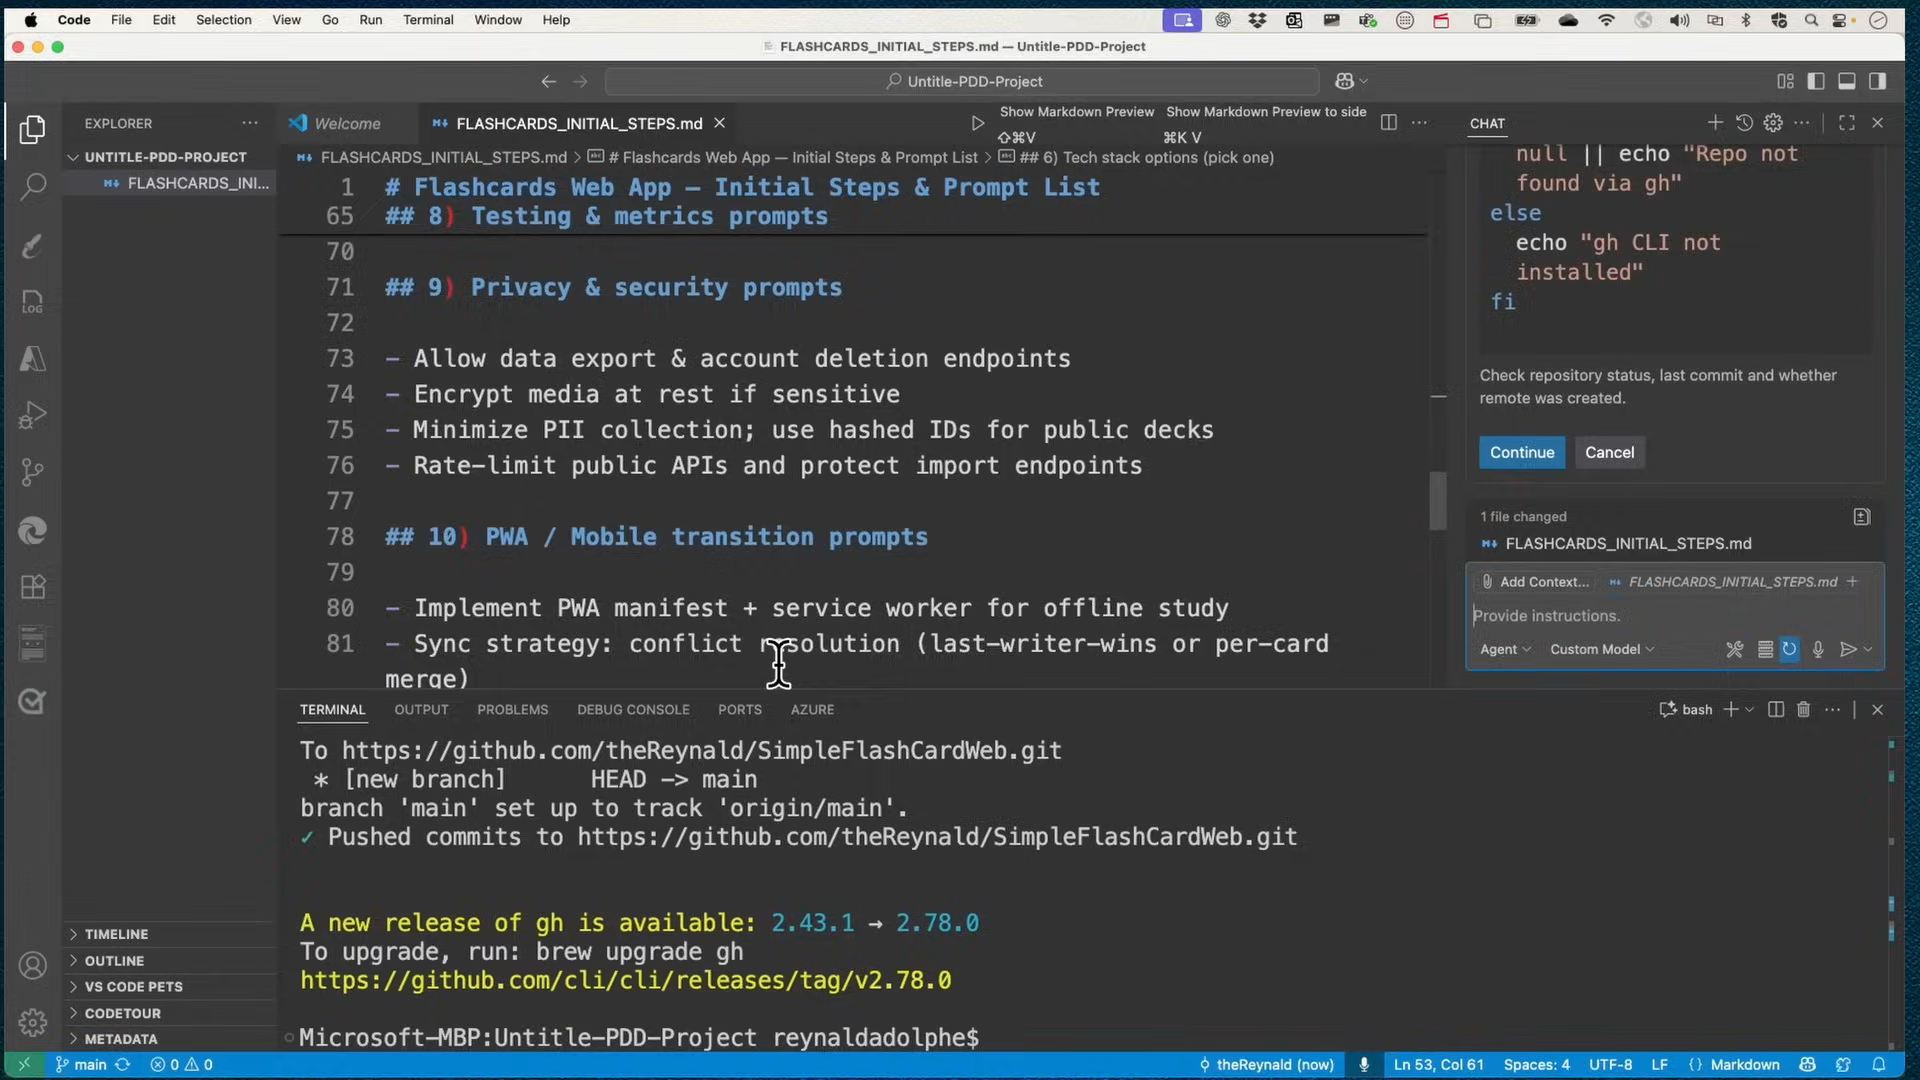 Code File Edit Selection View Go Run Terminal Window Help
FLASHCARDS_INITIAL_STEPS.md — Untitle-PDD-Project
Untitle-PDD-Project
EXPLORER
UNTITLE-PDD-PROJECT
FLASHCARDS_INI...
TIMELINE
OUTLINE
VS CODE PETS
CODETOUR
METADATA
LOG
Welcome
FLASHCARDS_INITIAL_STEPS.md
Show Markdown Preview Show Markdown Preview to side
⇧⌘V ⌘K V
FLASHCARDS_INITIAL_STEPS.md > # Flashcards Web App — Initial Steps & Prompt List > ## 6) Tech stack options (pick one)
1 # Flashcards Web App — Initial Steps & Prompt List
65 ## 8) Testing & metrics prompts
70
71 ## 9) Privacy & security prompts
72
73 - Allow data export & account deletion endpoints
74 - Encrypt media at rest if sensitive
75 - Minimize PII collection; use hashed IDs for public decks
76 - Rate-limit public APIs and protect import endpoints
77
78 ## 10) PWA / Mobile transition prompts
79
80 - Implement PWA manifest + service worker for offline study
81 - Sync strategy: conflict resolution (last-writer-wins or per-card
merge)
CHAT
null || echo "Repo not
found via gh"
else
echo "gh CLI not
installed"
fi
Check repository status, last commit and whether
remote was created.
Continue Cancel
1 file changed
FLASHCARDS_INITIAL_STEPS.md
Add Context... FLASHCARDS_INITIAL_STEPS.md +
Provide instructions.
Agent Custom Model
TERMINAL OUTPUT PROBLEMS DEBUG CONSOLE PORTS AZURE
bash
To https://github.com/theReynald/SimpleFlashCardWeb.git
* [new branch] HEAD -> main
branch 'main' set up to track 'origin/main'.
✓ Pushed commits to https://github.com/theReynald/SimpleFlashCardWeb.git
A new release of gh is available: 2.43.1 → 2.78.0
To upgrade, run: brew upgrade gh
https://github.com/cli/cli/releases/tag/v2.78.0
Microsoft-MBP:Untitle-PDD-Project reynaldadolphe$
main 0 0 theReynald (now) Ln 53, Col 61 Spaces: 4 UTF-8 LF {} Markdown